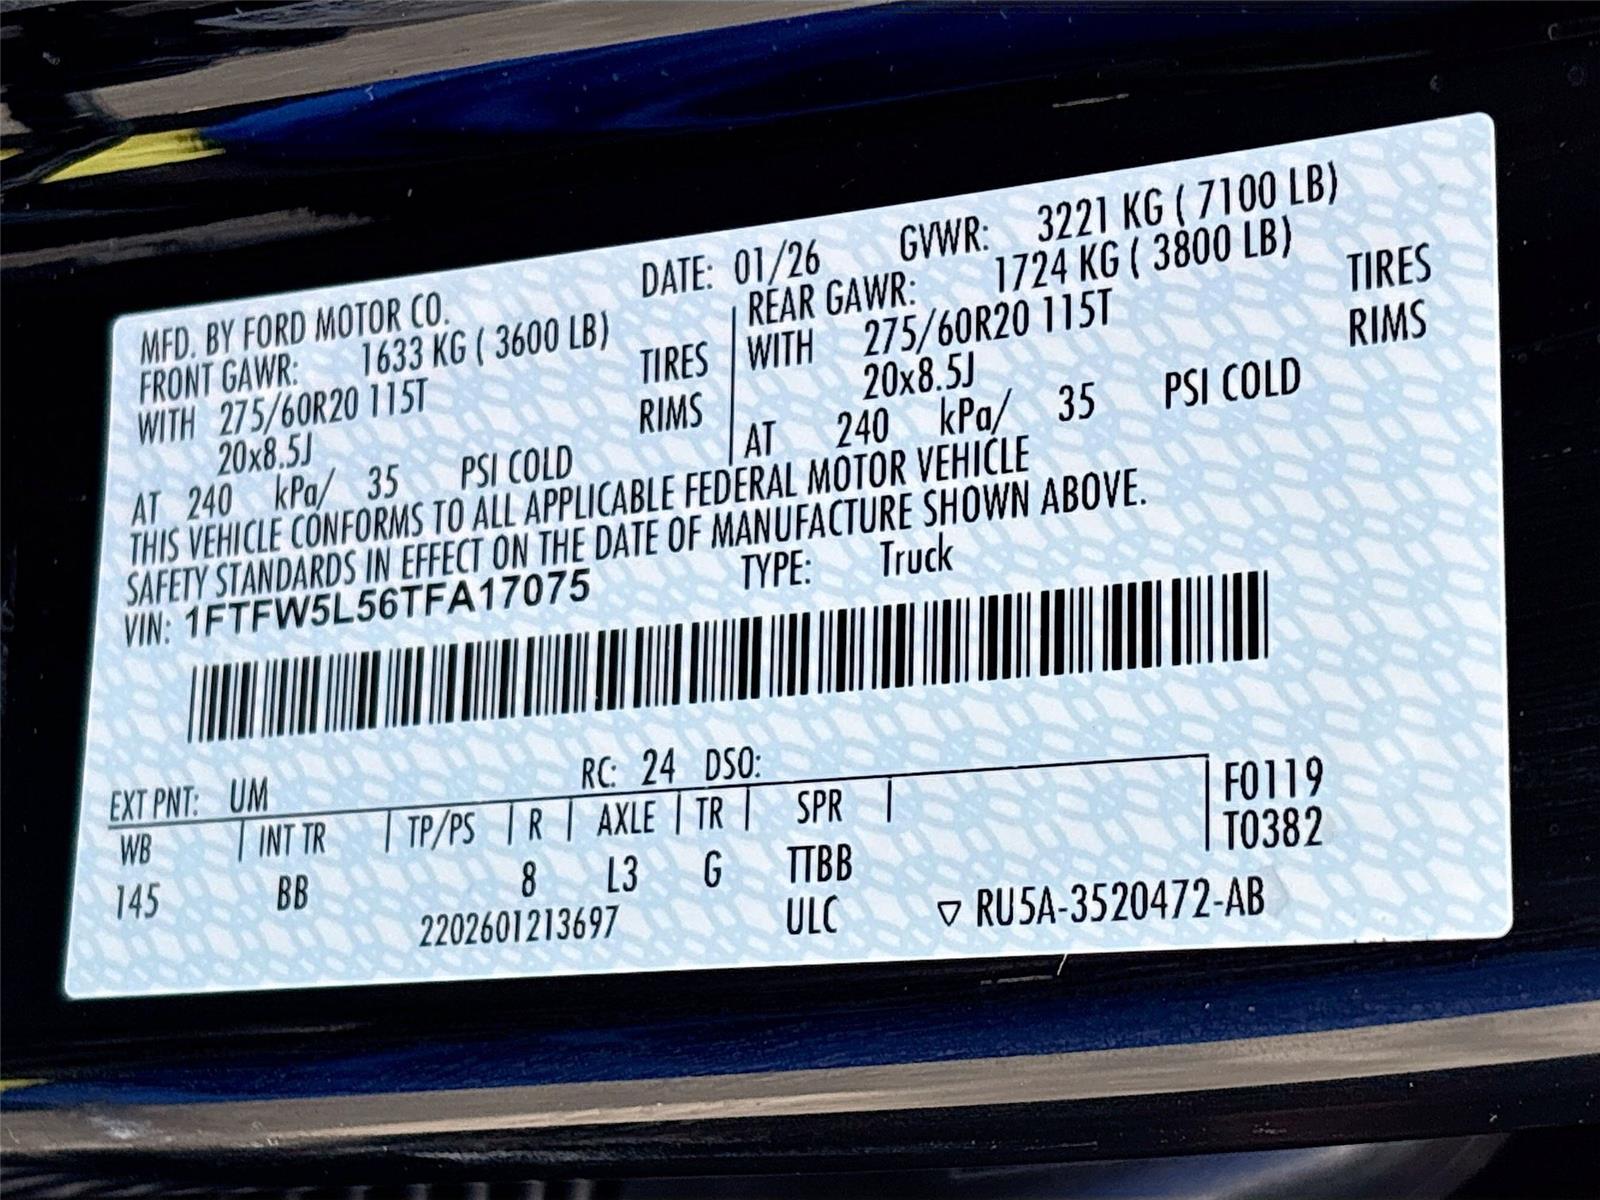 MFD. BY FORD MOTOR CO. DATE: 01/26 GVWR: 3221 KG ( 7100 LB)
FRONT GAWR: 1633 KG ( 3600 LB) REAR GAWR: 1724 KG ( 3800 LB)
WITH 275/60R20 115T TIRES WITH 275/60R20 115T TIRES
20x8.5J RIMS 20x8.5J RIMS
AT 240 kPa/ 35 PSI COLD AT 240 kPa/ 35 PSI COLD
THIS VEHICLE CONFORMS TO ALL APPLICABLE FEDERAL MOTOR VEHICLE
SAFETY STANDARDS IN EFFECT ON THE DATE OF MANUFACTURE SHOWN ABOVE.
VIN: 1FTFW5L56TFA17075 TYPE: Truck
EXT PNT: UM RC: 24 DSO:
WB INT TR TP/PS R AXLE TR SPR F0119
T0382
145 BB 8 L3 G TTBB
2202601213697 ULC ▽ RU5A-3520472-AB